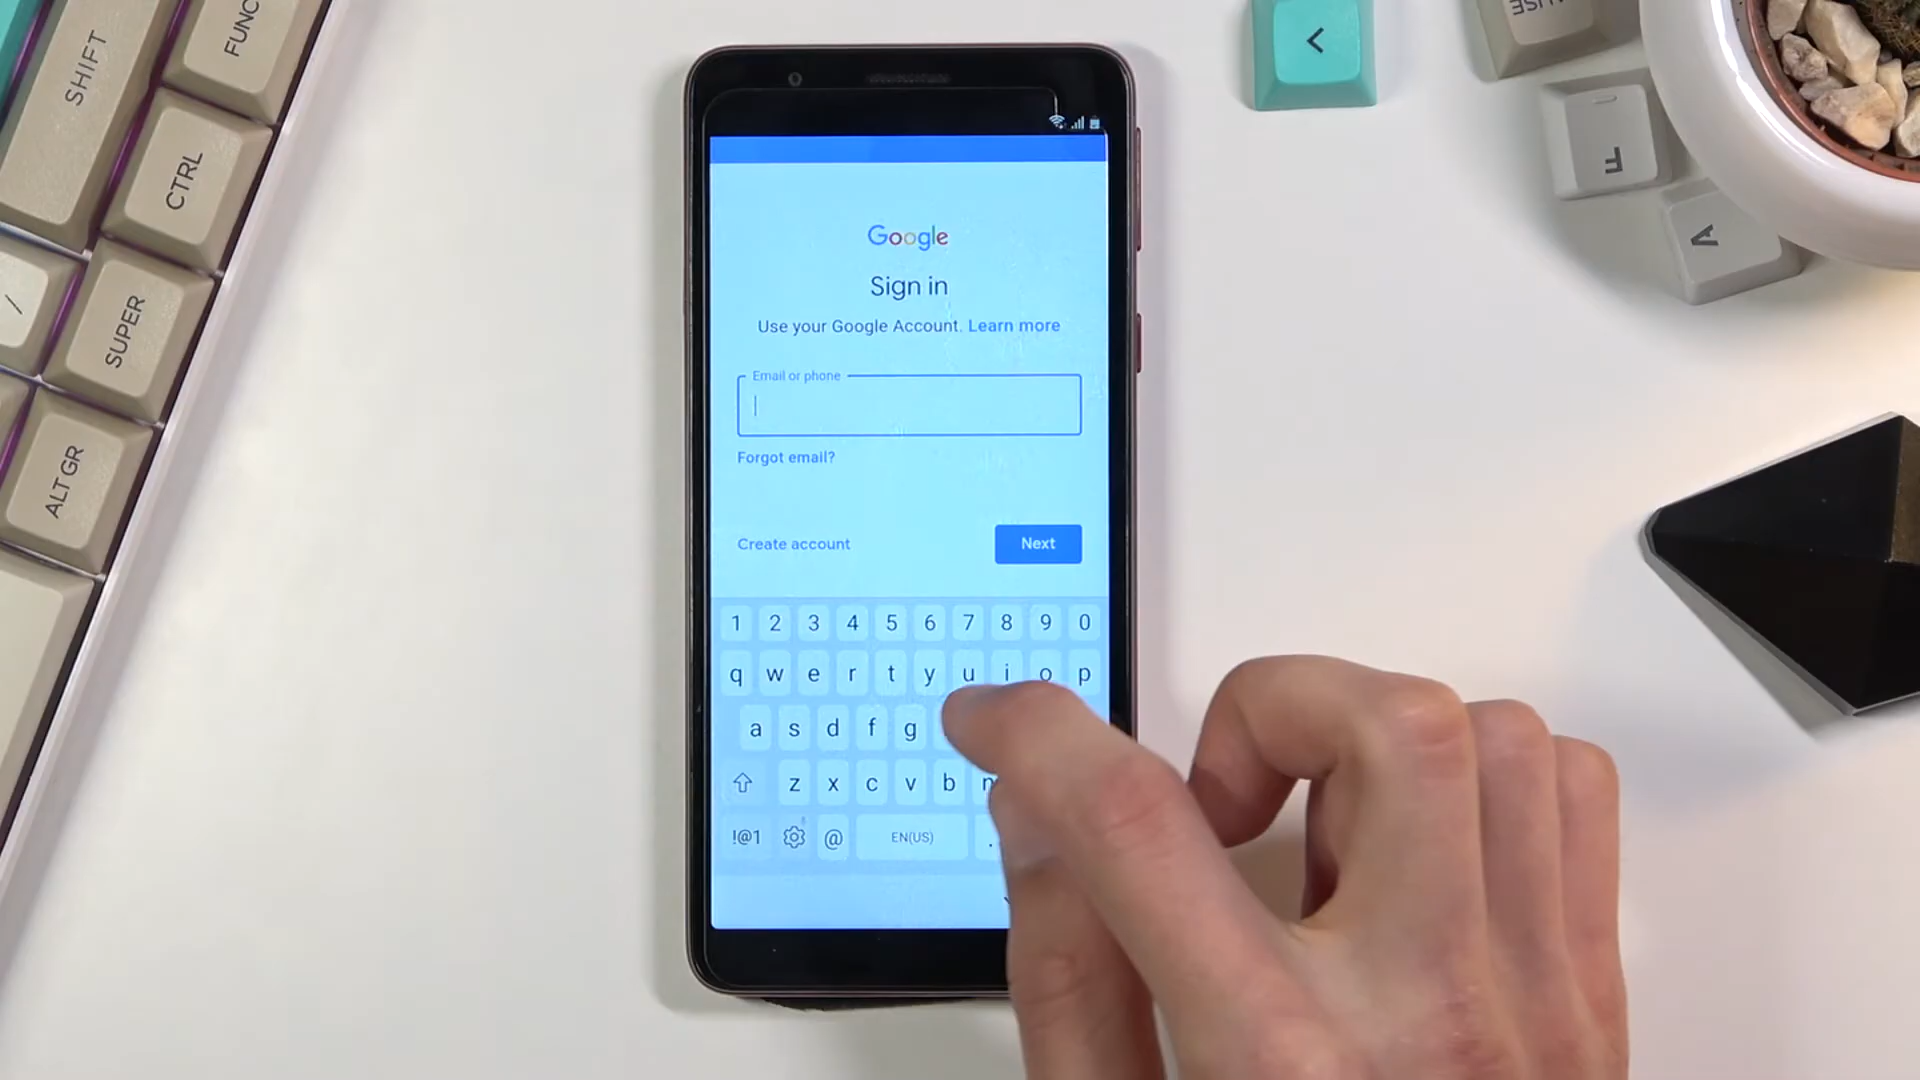 SHIFT
FUNC
CTRL
SUPER
/
ALT GR
<
F
A
Google
Sign in
Use your Google Account. Learn more
Email or phone
Forgot email?
Create account
Next
1 2 3 4 5 6 7 8 9 0
q w e r t y u i o p
a s d f g
z x c v b
!@1 @ EN(US) .